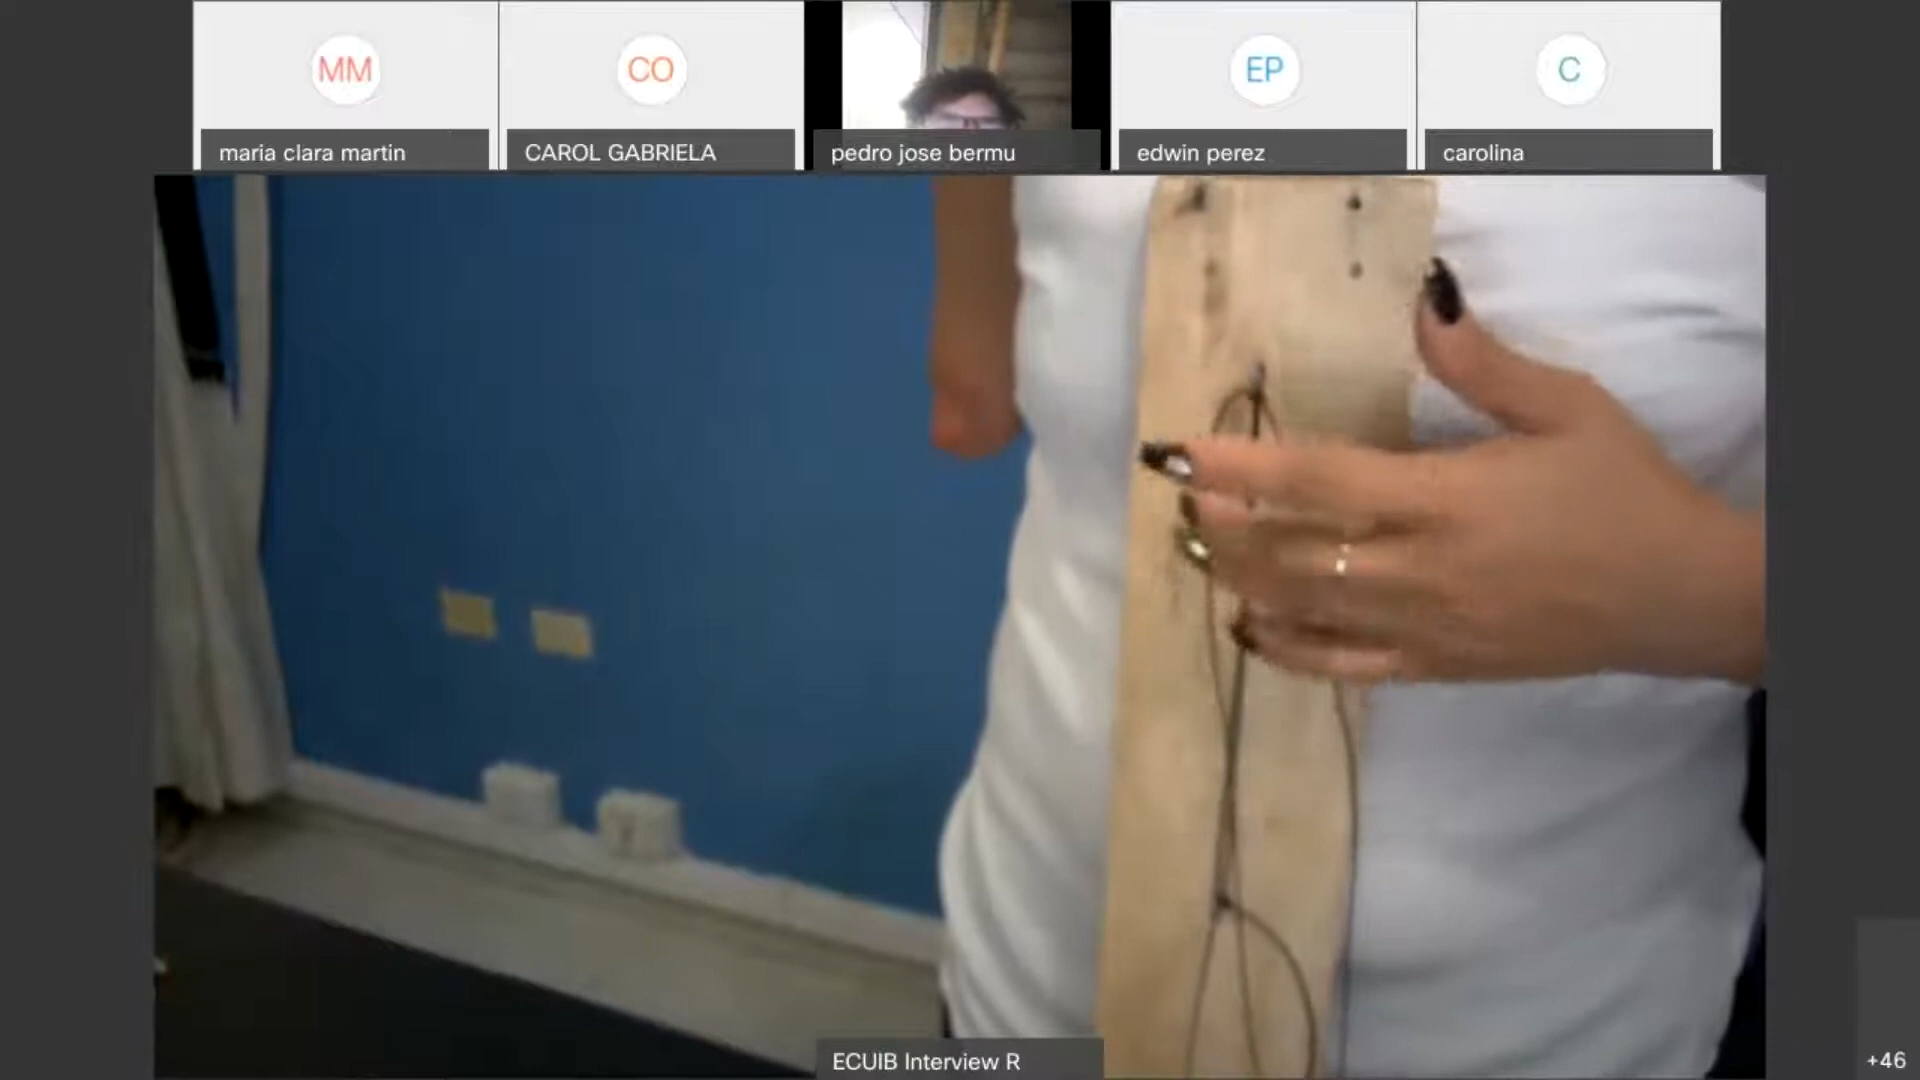 MM
CO
EP
C
maria clara martin
CAROL GABRIELA
pedro jose bermu
edwin perez
carolina
ECUIB Interview R
+46